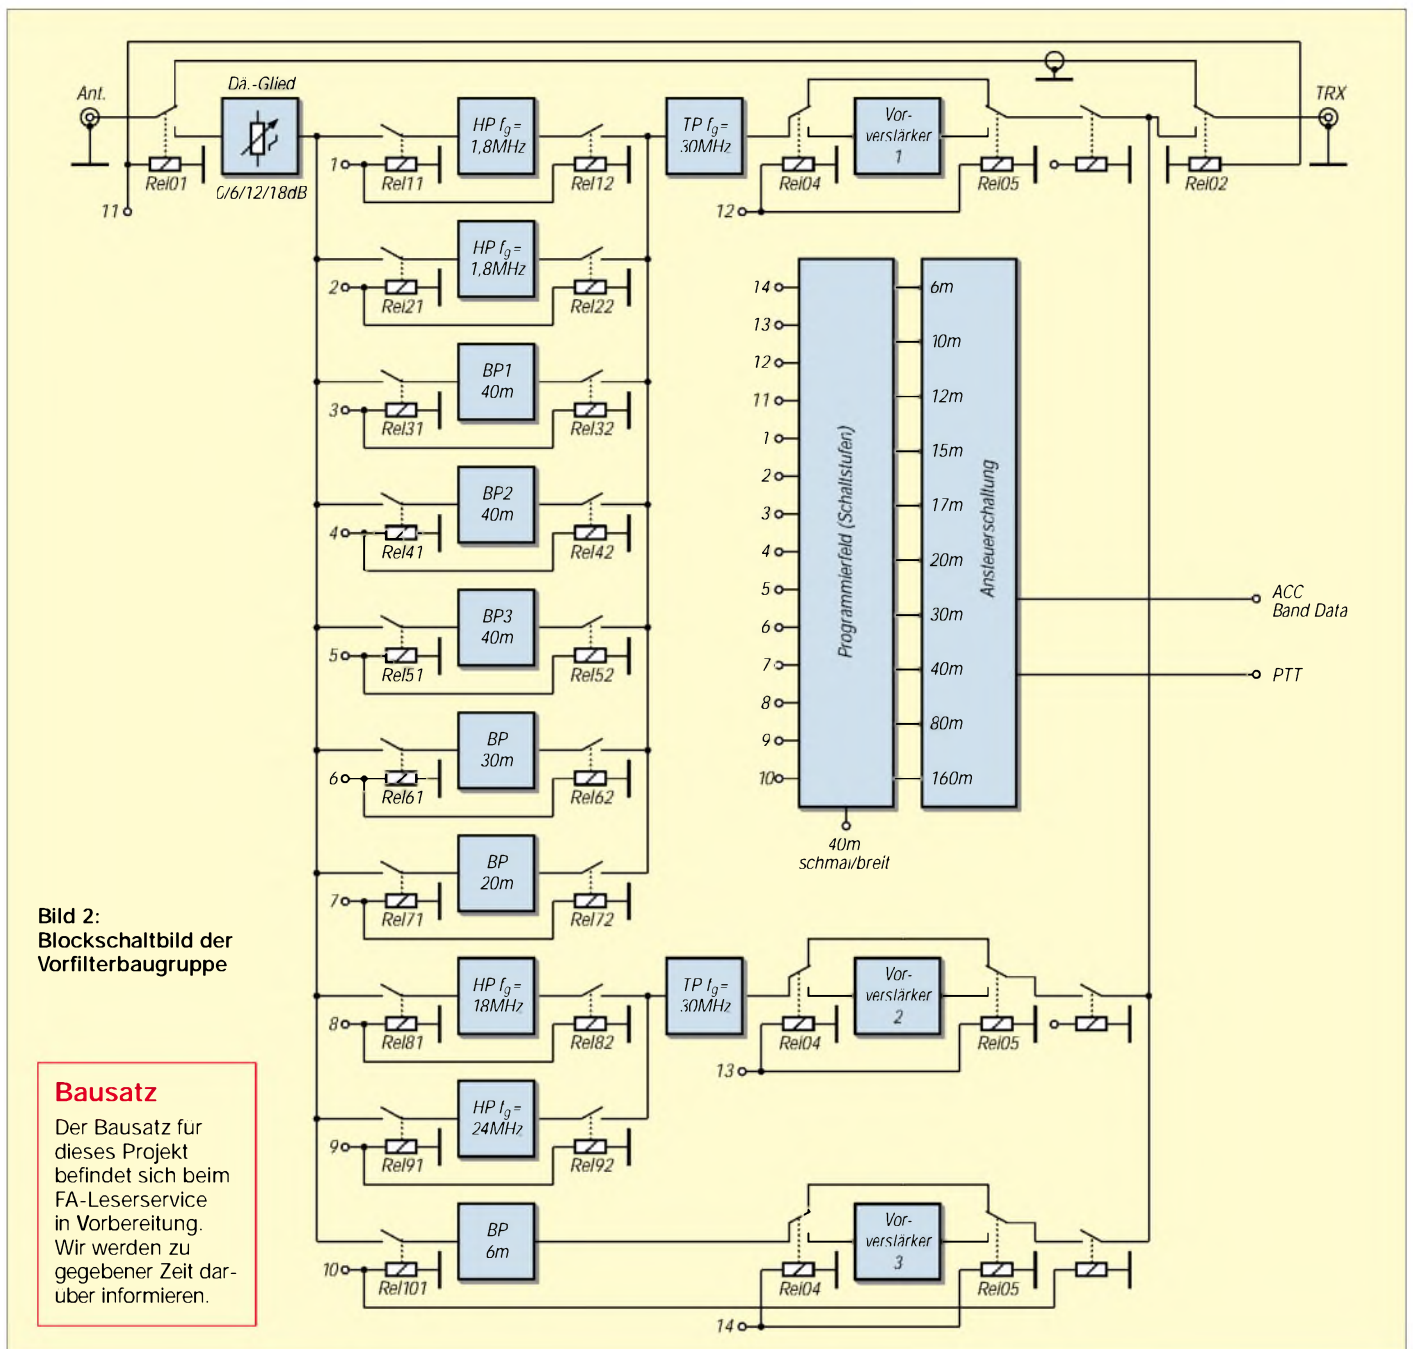 Ant.
Dä.-Glied
0/6/12/18dB
Rel01
11
HP fg=
1,8MHz
1
Rel11
Rel12
TP fg=
30MHz
Vor-
verstärker
1
Rel04
Rel05
12
Rel02
TRX
HP fg=
1,8MHz
2
Rel21
Rel22
BP1
40m
3
Rel31
Rel32
BP2
40m
4
Rel41
Rel42
BP3
40m
5
Rel51
Rel52
BP
30m
6
Rel61
Rel62
BP
20m
7
Rel71
Rel72
14
13
12
11
1
2
3
4
5
6
7
8
9
10
Programmierfeld (Schaltstufen)
6m
10m
12m
15m
17m
20m
30m
40m
80m
160m
Ansteuerschaltung
ACC
Band Data
PTT
40m
schmal/breit
Bild 2:
Blockschaltbild der
Vorfilterbaugruppe
HP fg=
18MHz
8
Rel81
Rel82
TP fg=
30MHz
Vor-
verstärker
2
Rel04
Rel05
13
HP fg=
24MHz
9
Rel91
Rel92
BP
6m
10
Rel101
Vor-
verstärker
3
Rel04
Rel05
14
Bausatz
Der Bausatz fur
dieses Projekt
befindet sich beim
FA-Leserservice
in Vorbereitung.
Wir werden zu
gegebener Zeit dar-
uber informieren.